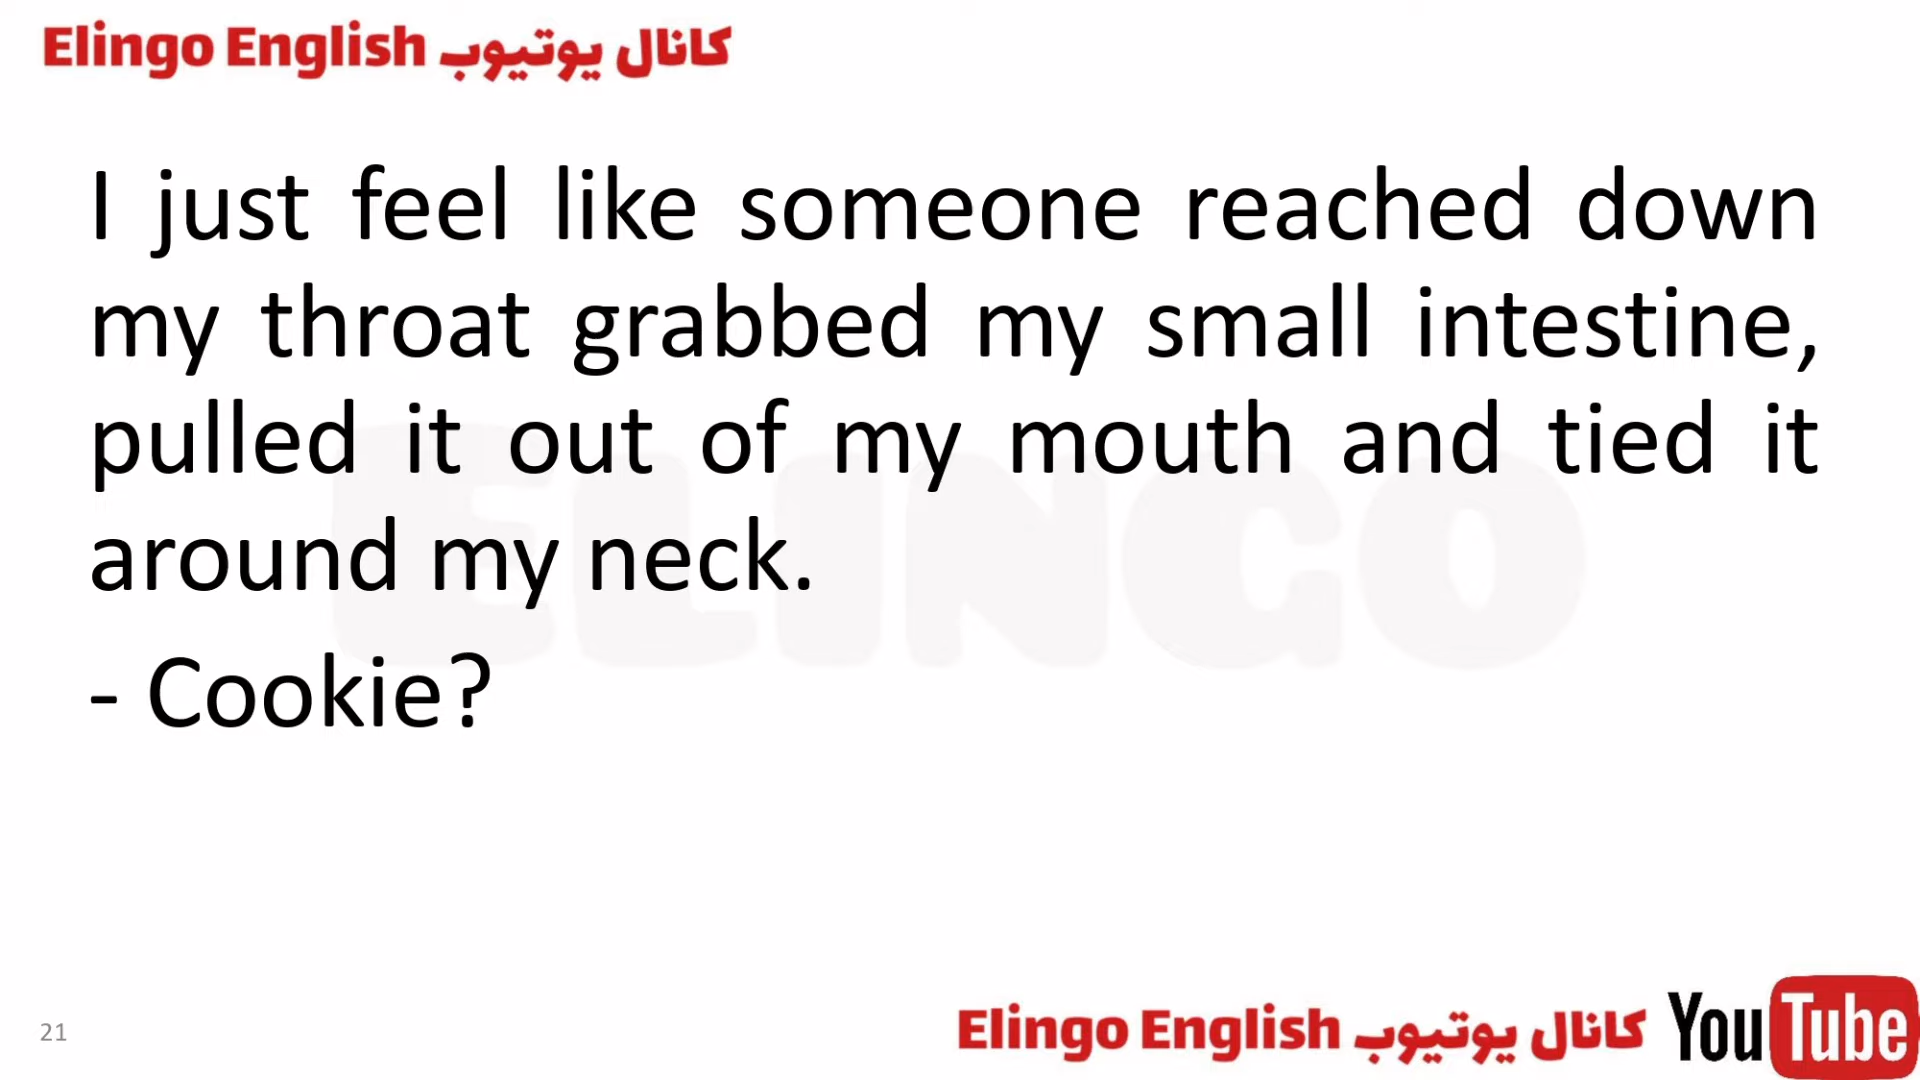 Elingo English کانال یوتیوب
I just feel like someone reached down
my throat grabbed my small intestine,
pulled it out of my mouth and tied it
around my neck.
ELINGO
- Cookie?
21
Elingo English کانال یوتیوب YouTube